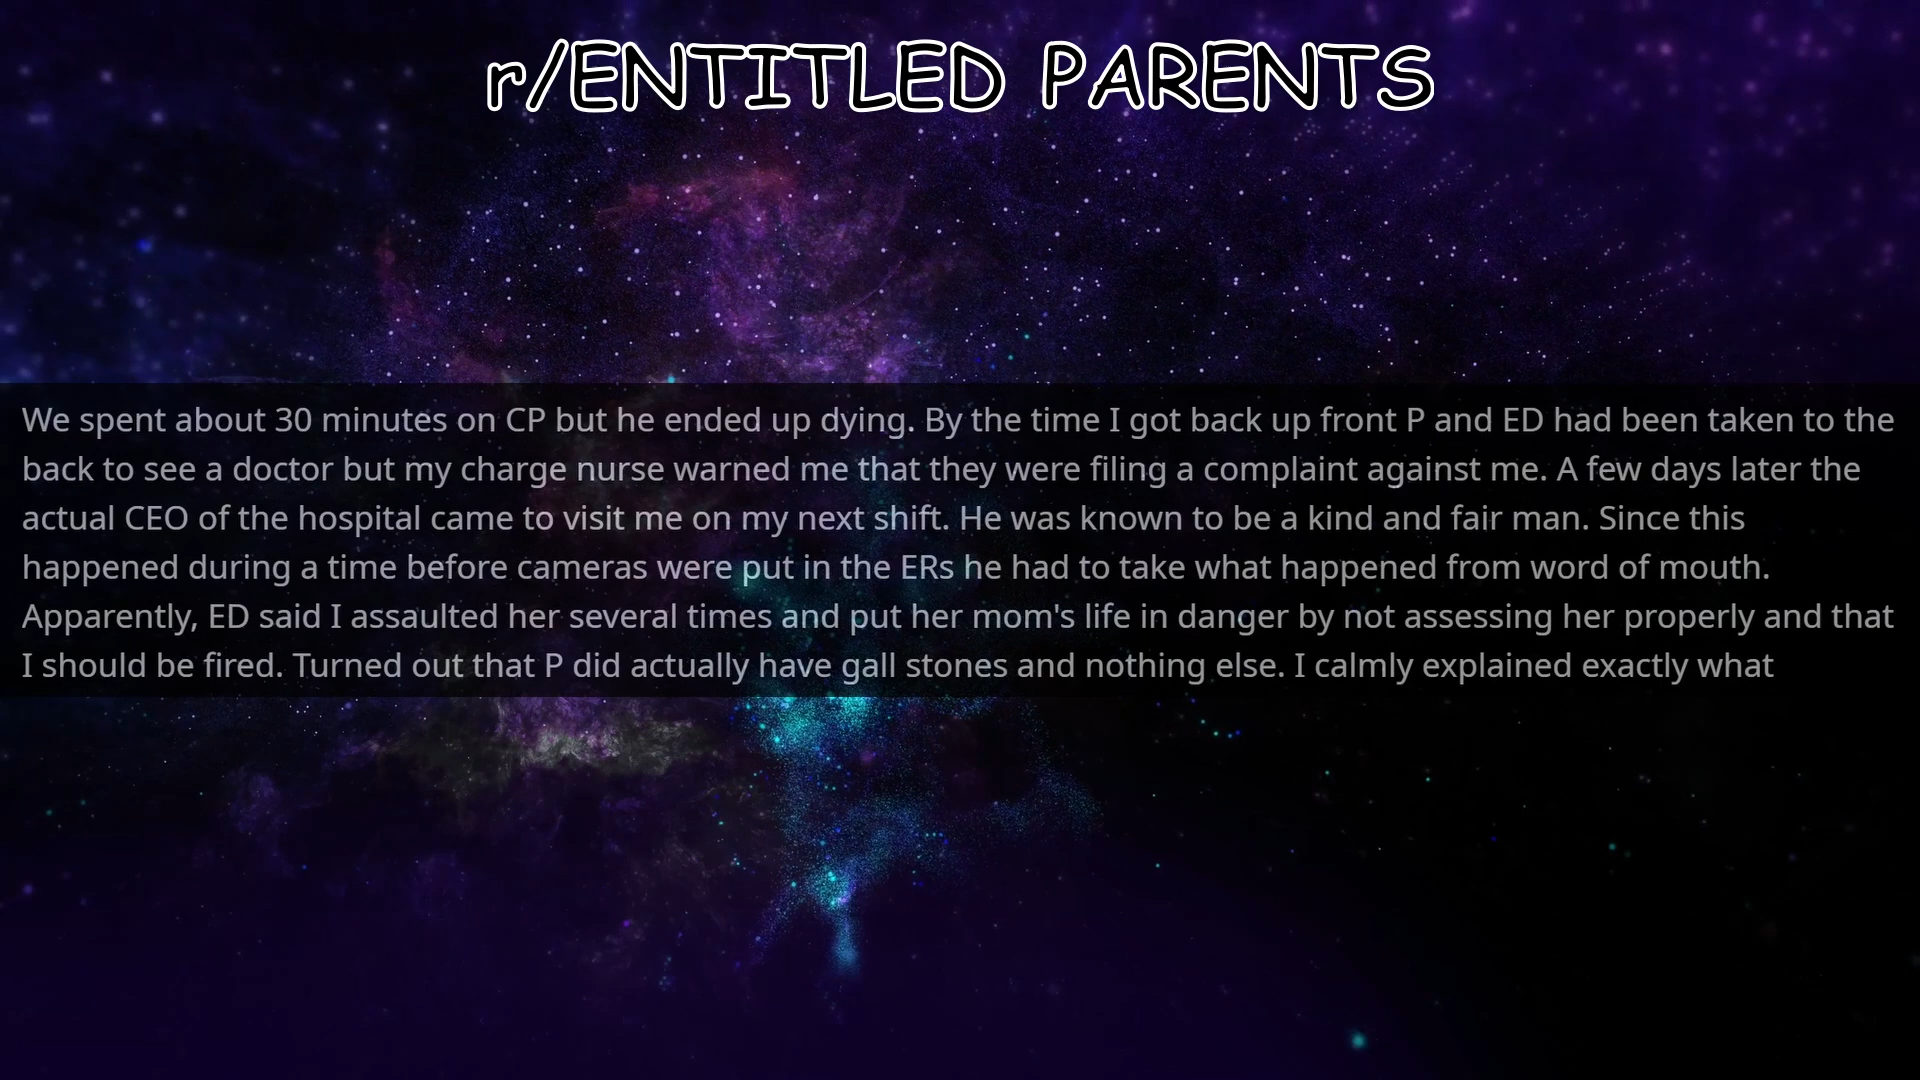 r/ENTITLED PARENTS
We spent about 30 minutes on CP but he ended up dying. By the time I got back up front P and ED had been taken to the
back to see a doctor but my charge nurse warned me that they were filing a complaint against me. A few days later the
actual CEO of the hospital came to visit me on my next shift. He was known to be a kind and fair man. Since this
happened during a time before cameras were put in the ERs he had to take what happened from word of mouth.
Apparently, ED said I assaulted her several times and put her mom's life in danger by not assessing her properly and that
I should be fired. Turned out that P did actually have gall stones and nothing else. I calmly explained exactly what